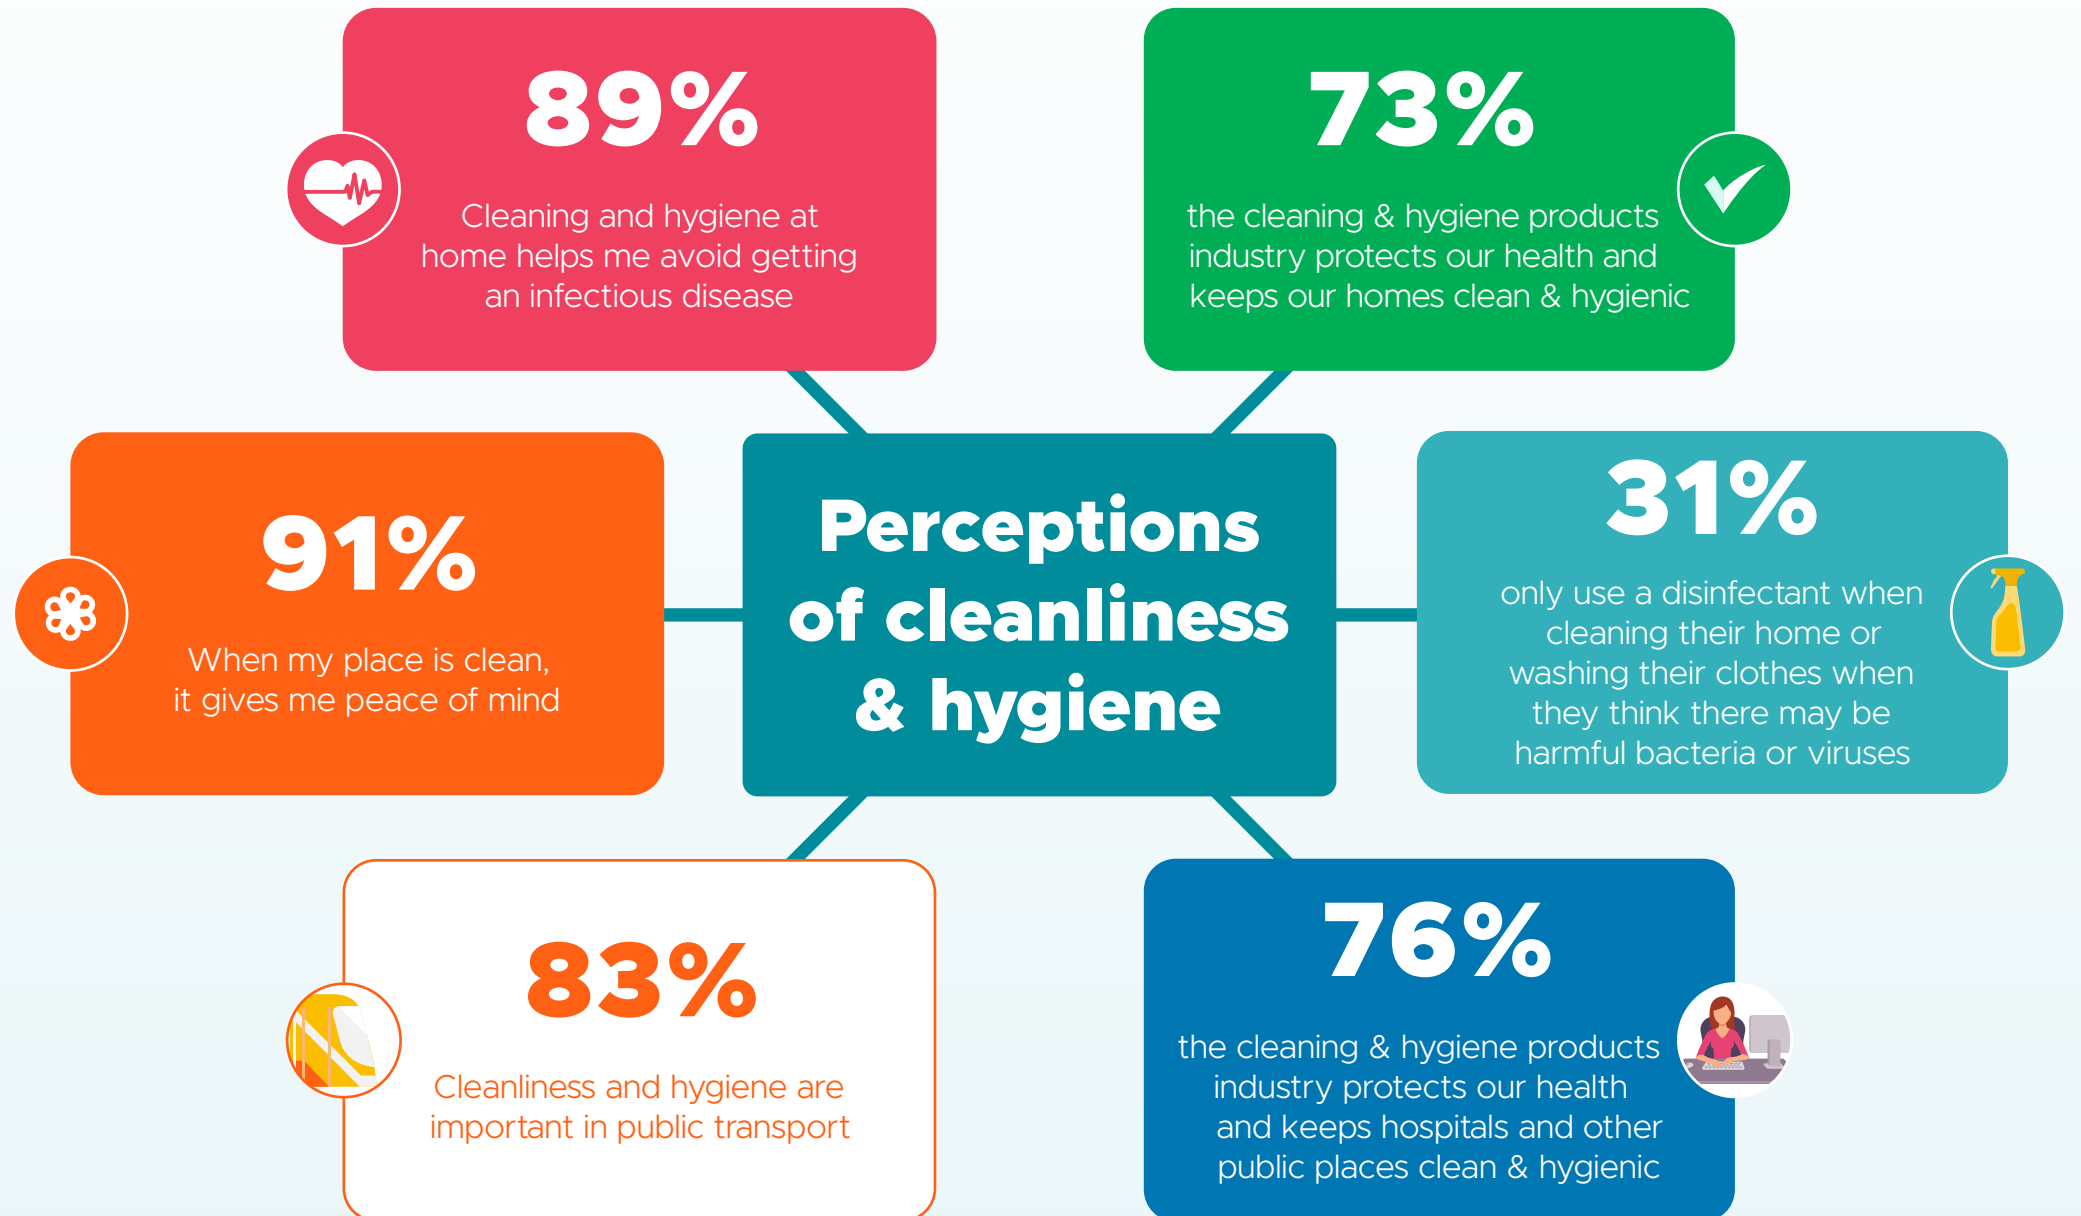 89%
Cleaning and hygiene at
home helps me avoid getting
an infectious disease
73%
the cleaning & hygiene products
industry protects our health and
keeps our homes clean & hygienic
91%
When my place is clean,
it gives me peace of mind
Perceptions
of cleanliness
& hygiene
31%
only use a disinfectant when
cleaning their home or
washing their clothes when
they think there may be
harmful bacteria or viruses
83%
Cleanliness and hygiene are
important in public transport
76%
the cleaning & hygiene products
industry protects our health
and keeps hospitals and other
public places clean & hygienic